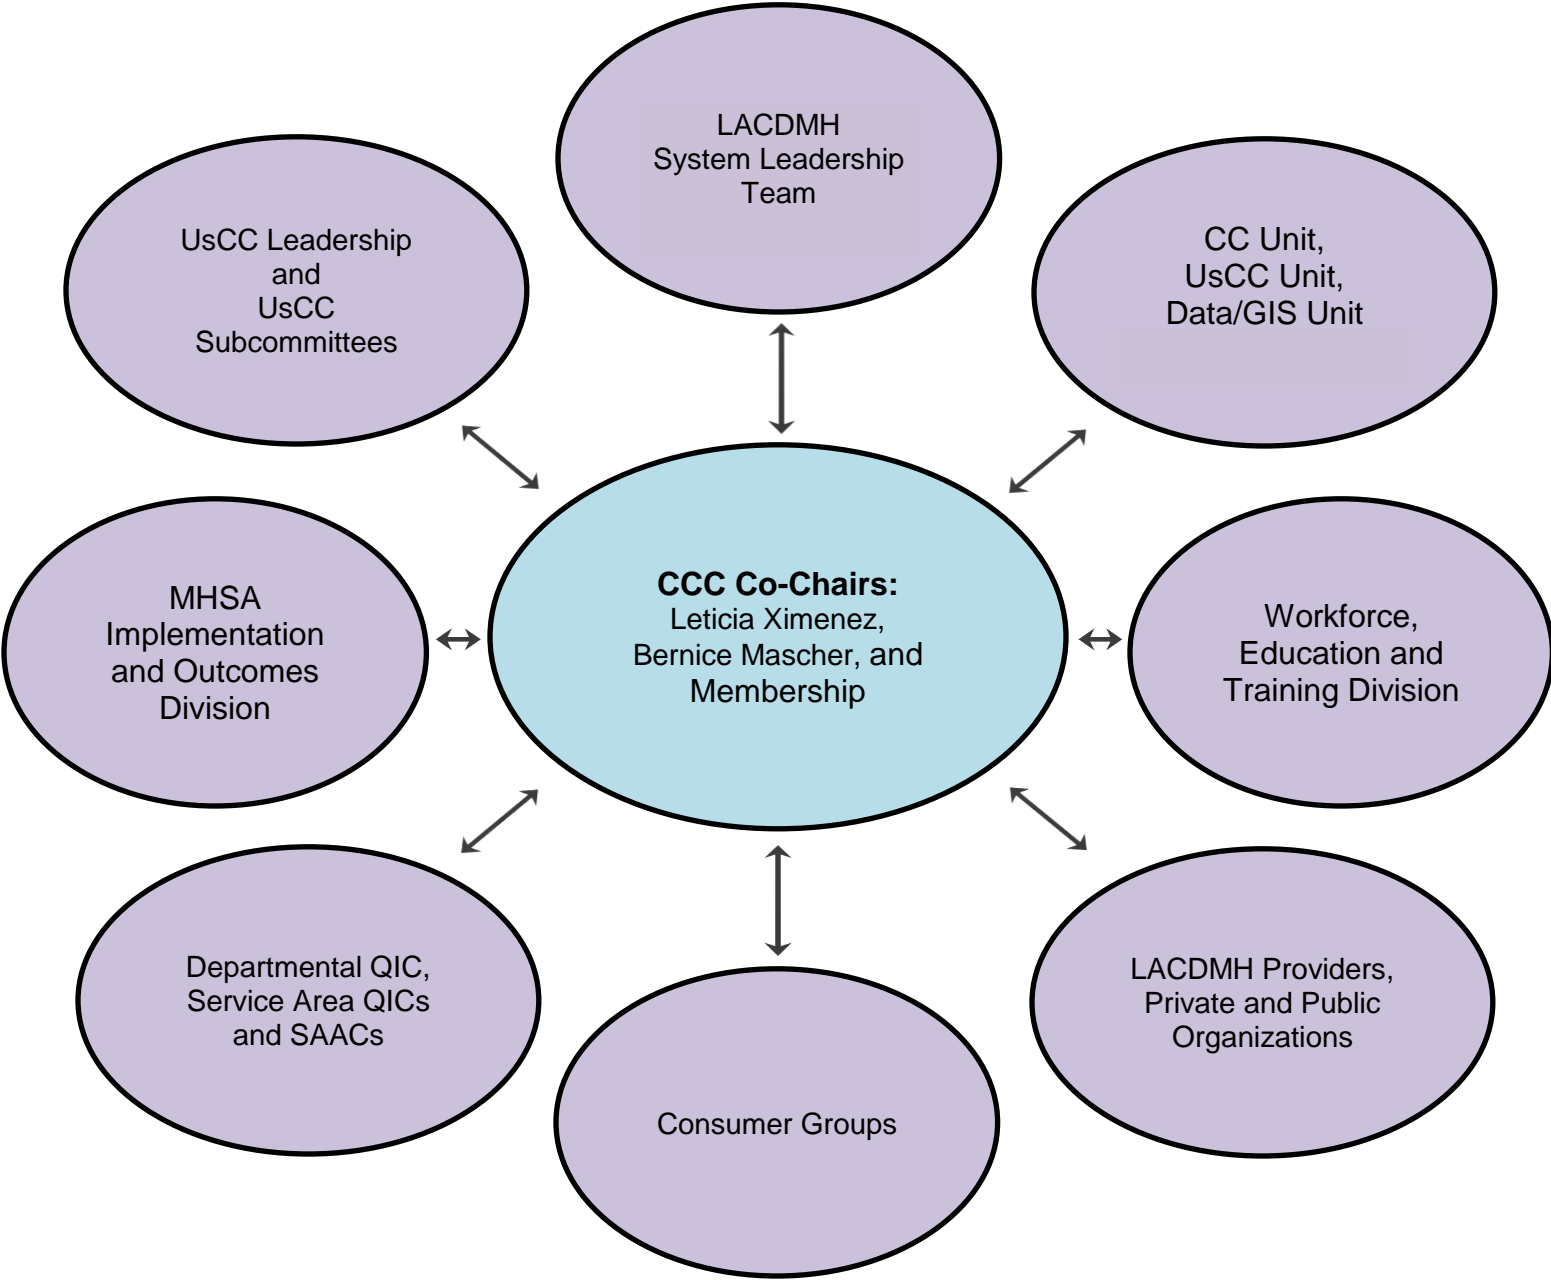 LACDMH
System Leadership
Team
UsCC Leadership
and
UsCC
Subcommittees
CC Unit,
UsCC Unit,
Data/GIS Unit
MHSA
Implementation
and Outcomes
Division
CCC Co-Chairs:
Leticia Ximenez,
Bernice Mascher, and
Membership
Workforce,
Education and
Training Division
Departmental QIC,
Service Area QICs
and SAACs
Consumer Groups
LACDMH Providers,
Private and Public
Organizations